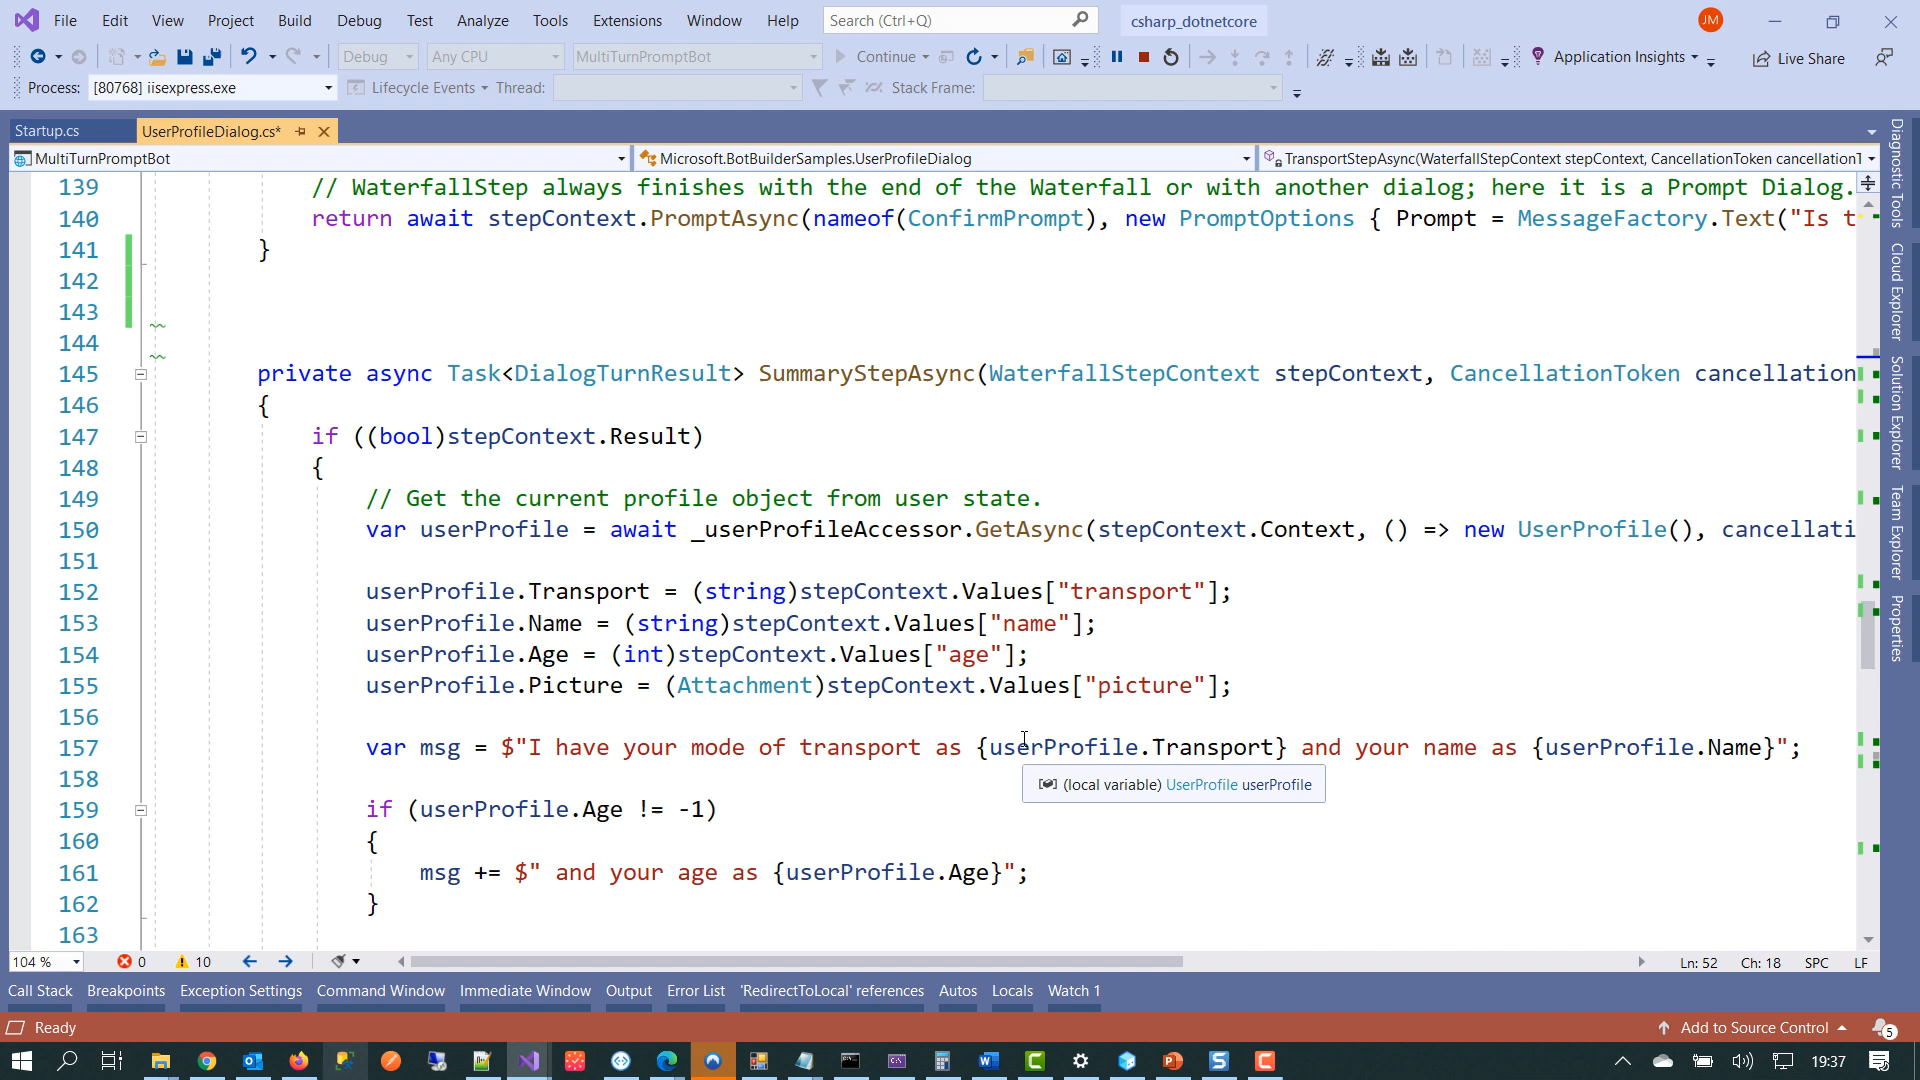 File Edit View Project Build Debug Test Analyze Tools Extensions Window Help Search (Ctrl+Q) csharp_dotnetcore JM
Debug Any CPU MultiTurnPromptBot Continue Application Insights Live Share
Process: [80768] iisexpress.exe Lifecycle Events Thread: Stack Frame:
Startup.cs UserProfileDialog.cs*
MultiTurnPromptBot Microsoft.BotBuilderSamples.UserProfileDialog TransportStepAsync(WaterfallStepContext stepContext, CancellationToken cancellationT
139 // WaterfallStep always finishes with the end of the Waterfall or with another dialog; here it is a Prompt Dialog.
140 return await stepContext.PromptAsync(nameof(ConfirmPrompt), new PromptOptions { Prompt = MessageFactory.Text("Is t
141 }
142
143
144
145 private async Task<DialogTurnResult> SummaryStepAsync(WaterfallStepContext stepContext, CancellationToken cancellation
146 {
147 if ((bool)stepContext.Result)
148 {
149 // Get the current profile object from user state.
150 var userProfile = await _userProfileAccessor.GetAsync(stepContext.Context, () => new UserProfile(), cancellati
151
152 userProfile.Transport = (string)stepContext.Values["transport"];
153 userProfile.Name = (string)stepContext.Values["name"];
154 userProfile.Age = (int)stepContext.Values["age"];
155 userProfile.Picture = (Attachment)stepContext.Values["picture"];
156
157 var msg = $"I have your mode of transport as {userProfile.Transport} and your name as {userProfile.Name}";
(local variable) UserProfile userProfile
158
159 if (userProfile.Age != -1)
160 {
161 msg += $" and your age as {userProfile.Age}";
162 }
163
Diagnostic Tools
Cloud Explorer
Solution Explorer
Team Explorer
Properties
104 % 0 10 Ln: 52 Ch: 18 SPC LF
Call Stack Breakpoints Exception Settings Command Window Immediate Window Output Error List 'RedirectToLocal' references Autos Locals Watch 1
Ready Add to Source Control 5
19:37